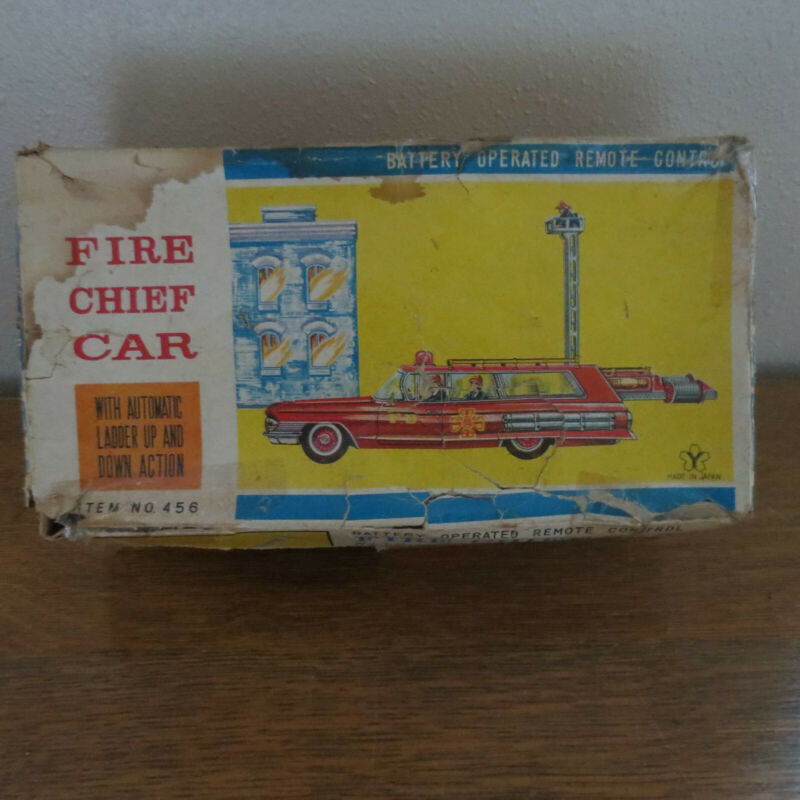 BATTERY OPERATED REMOTE CONTROL
FIRE
CHIEF
CAR
WITH AUTOMATIC
LADDER UP AND
DOWN ACTION
ITEM NO. 456
F-B
Y
MADE IN JAPAN
BATTERY OPERATED REMOTE CONTROL